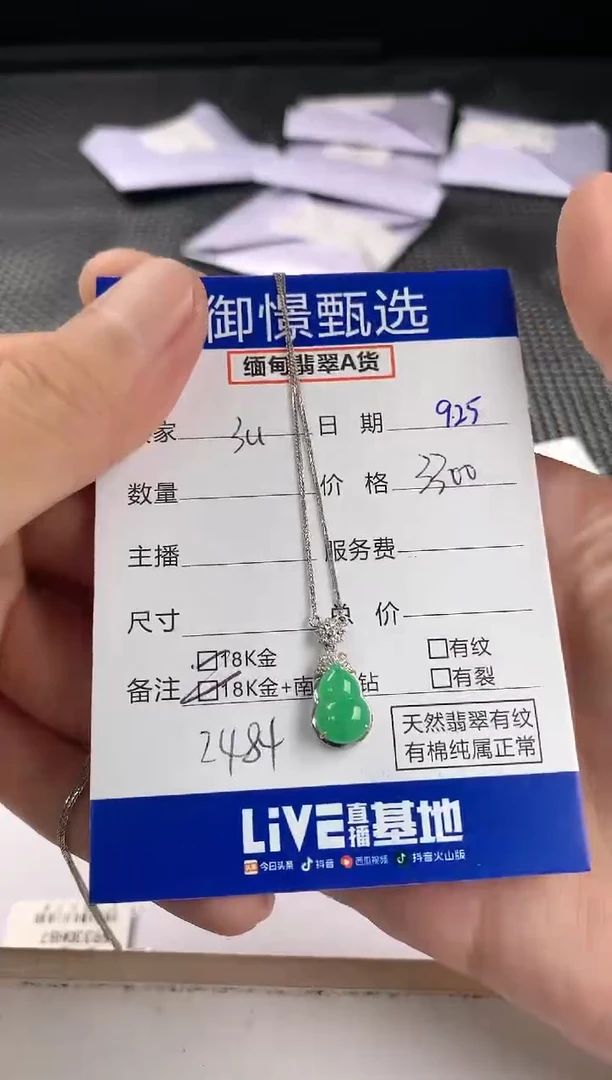 御憬甄选
缅甸翡翠A货
家 日 期 9.25
数量 价 格 3300
主播 服务费
尺寸 总 价
18K金 有纹
备注 18K金+南 钻 有裂
2484
天然翡翠有纹
有棉纯属正常
LiVE直播基地
今日头条 抖音 西瓜视频 抖音火山版